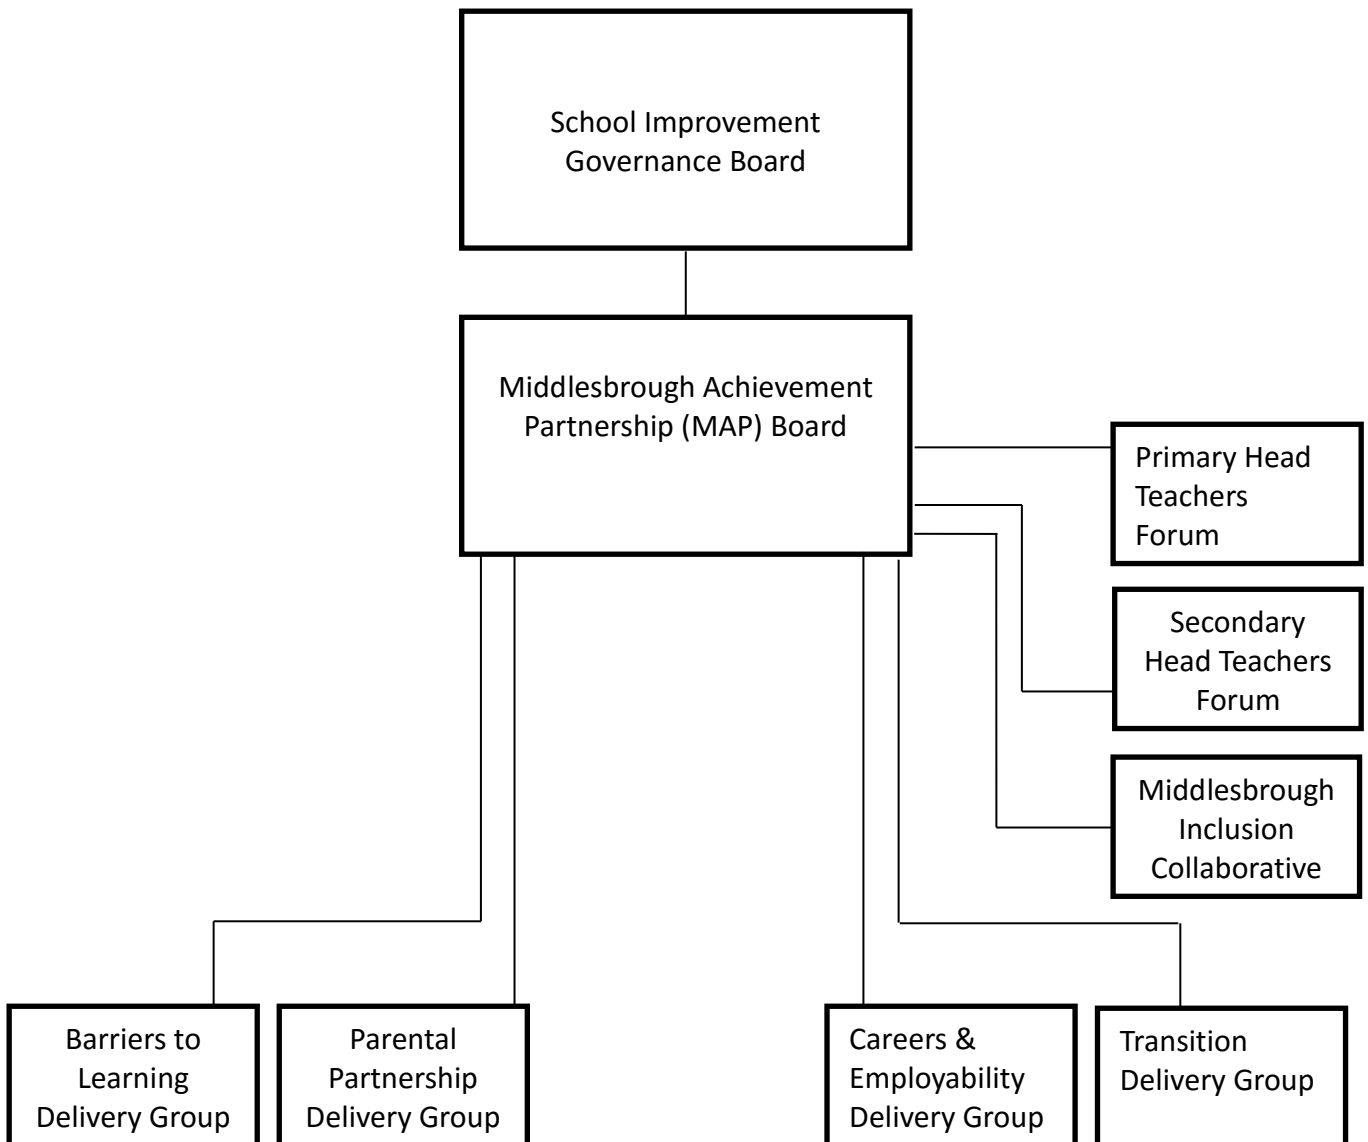 School Improvement
Governance Board
Middlesbrough Achievement
Partnership (MAP) Board
Primary Head
Teachers
Forum
Secondary
Head Teachers
Forum
Middlesbrough
Inclusion
Collaborative
Barriers to
Learning
Delivery Group
Parental
Partnership
Delivery Group
Careers &
Employability
Delivery Group
Transition
Delivery Group